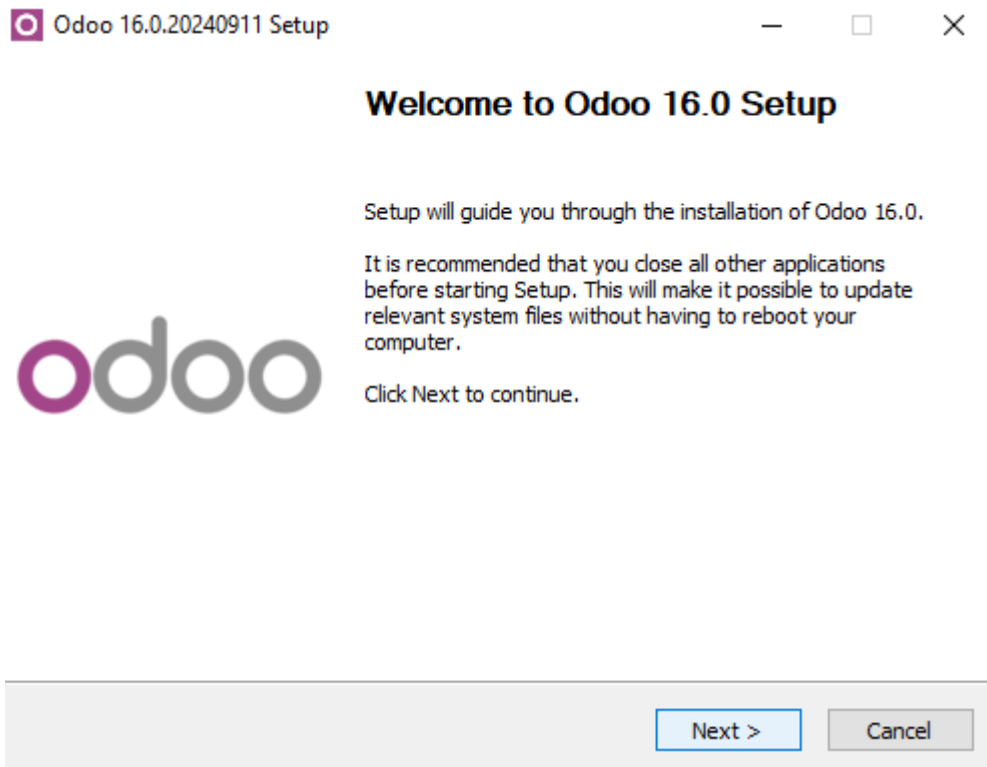 Odoo 16.0.20240911 Setup
Welcome to Odoo 16.0 Setup
Setup will guide you through the installation of Odoo 16.0.
It is recommended that you close all other applications
before starting Setup. This will make it possible to update
relevant system files without having to reboot your
computer.
Click Next to continue.
odoo
Next >
Cancel